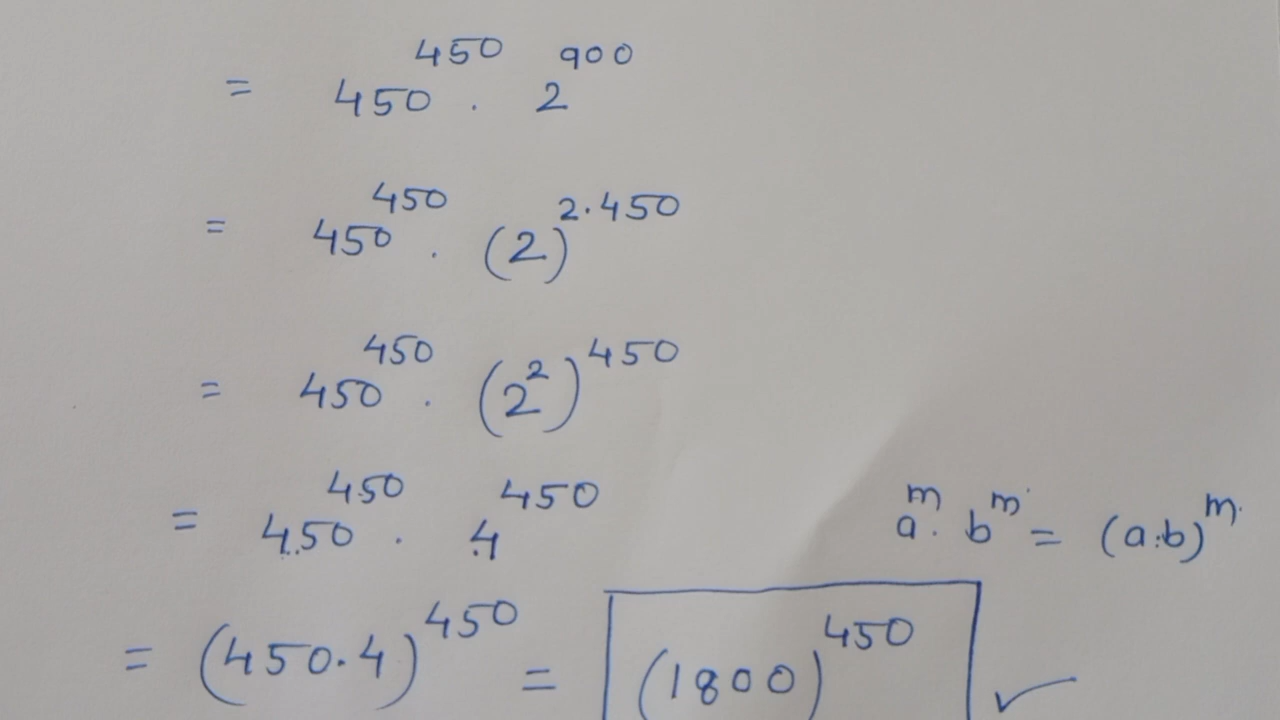 = 450^450 . 2^900
= 450^450 . (2)^2.450
= 450^450 . (2^2)^450
= 450^450 . 4^450
a^m . b^m = (a.b)^m
= (450.4)^450 = (1800)^450 ✓